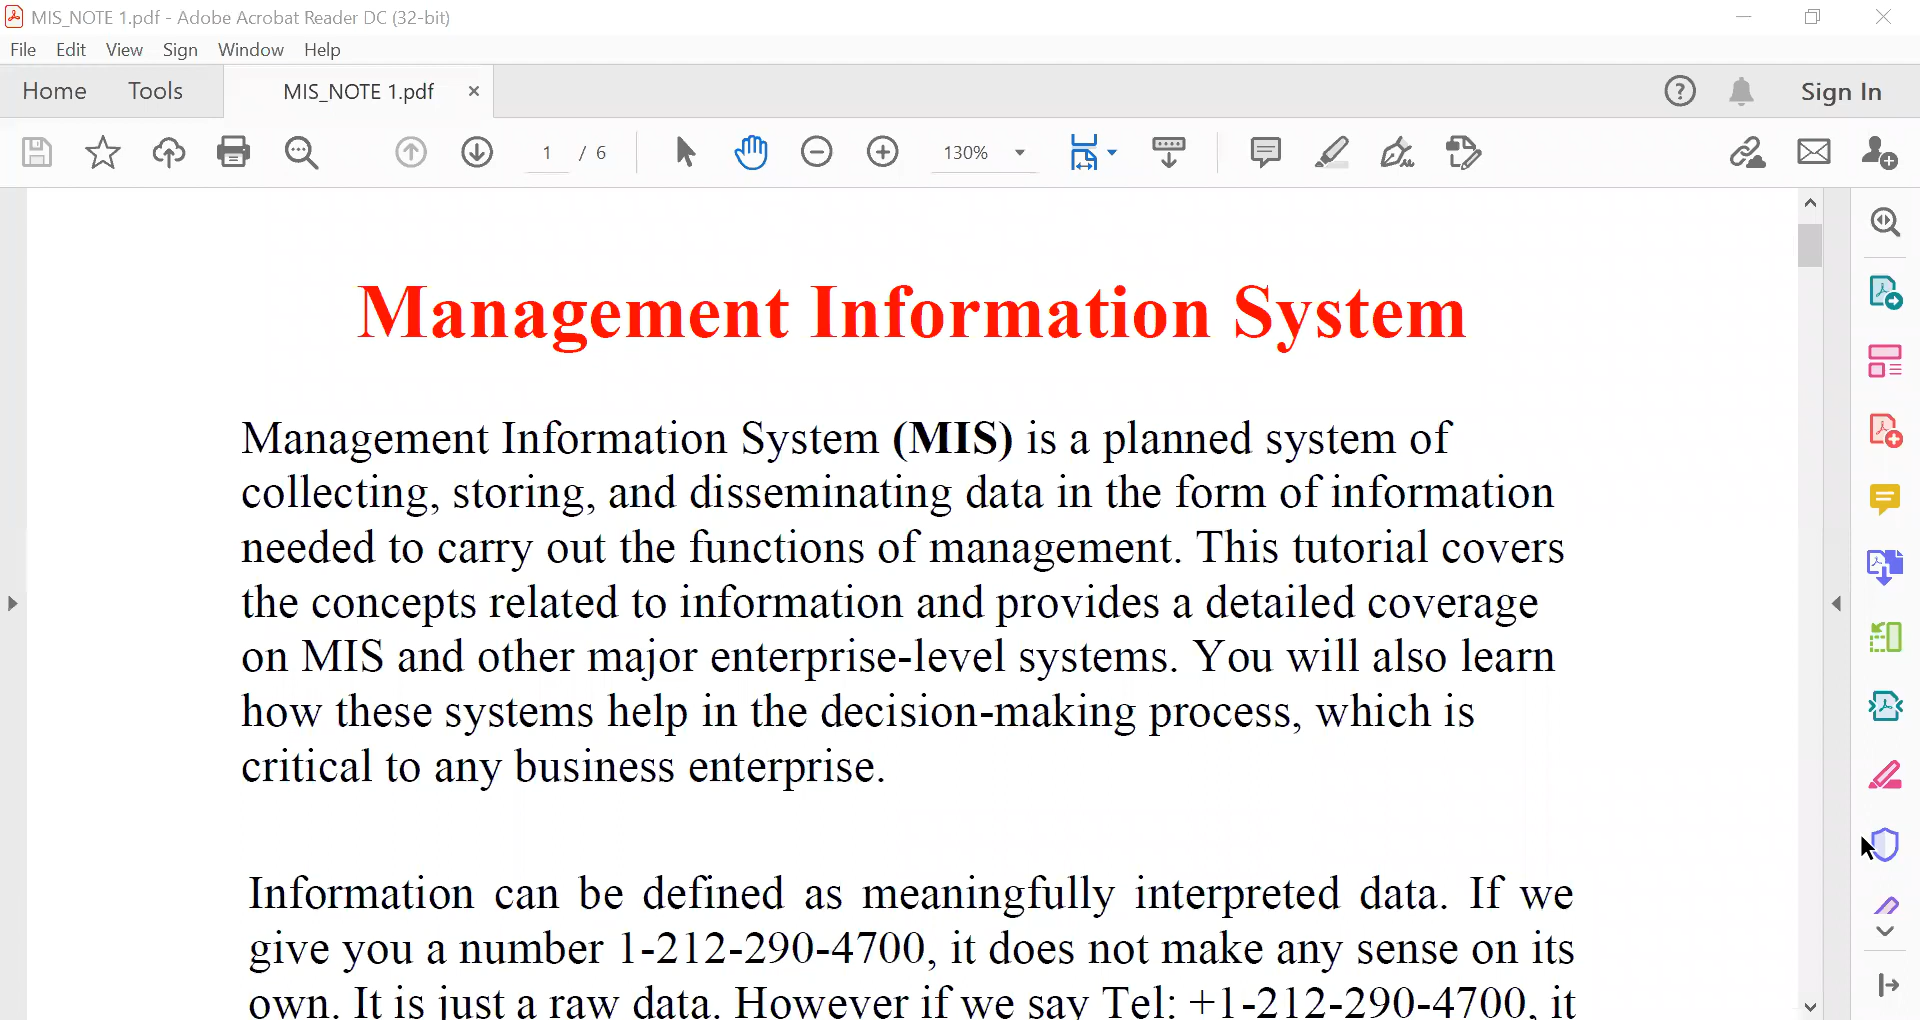 MIS_NOTE 1.pdf - Adobe Acrobat Reader DC (32-bit)
File Edit View Sign Window Help
Home Tools MIS_NOTE 1.pdf × Sign In
1 / 6 130%
Management Information System
Management Information System (MIS) is a planned system of
collecting, storing, and disseminating data in the form of information
needed to carry out the functions of management. This tutorial covers
the concepts related to information and provides a detailed coverage
on MIS and other major enterprise-level systems. You will also learn
how these systems help in the decision-making process, which is
critical to any business enterprise.
Information can be defined as meaningfully interpreted data. If we
give you a number 1-212-290-4700, it does not make any sense on its
own. It is just a raw data. However if we say Tel: +1-212-290-4700, it